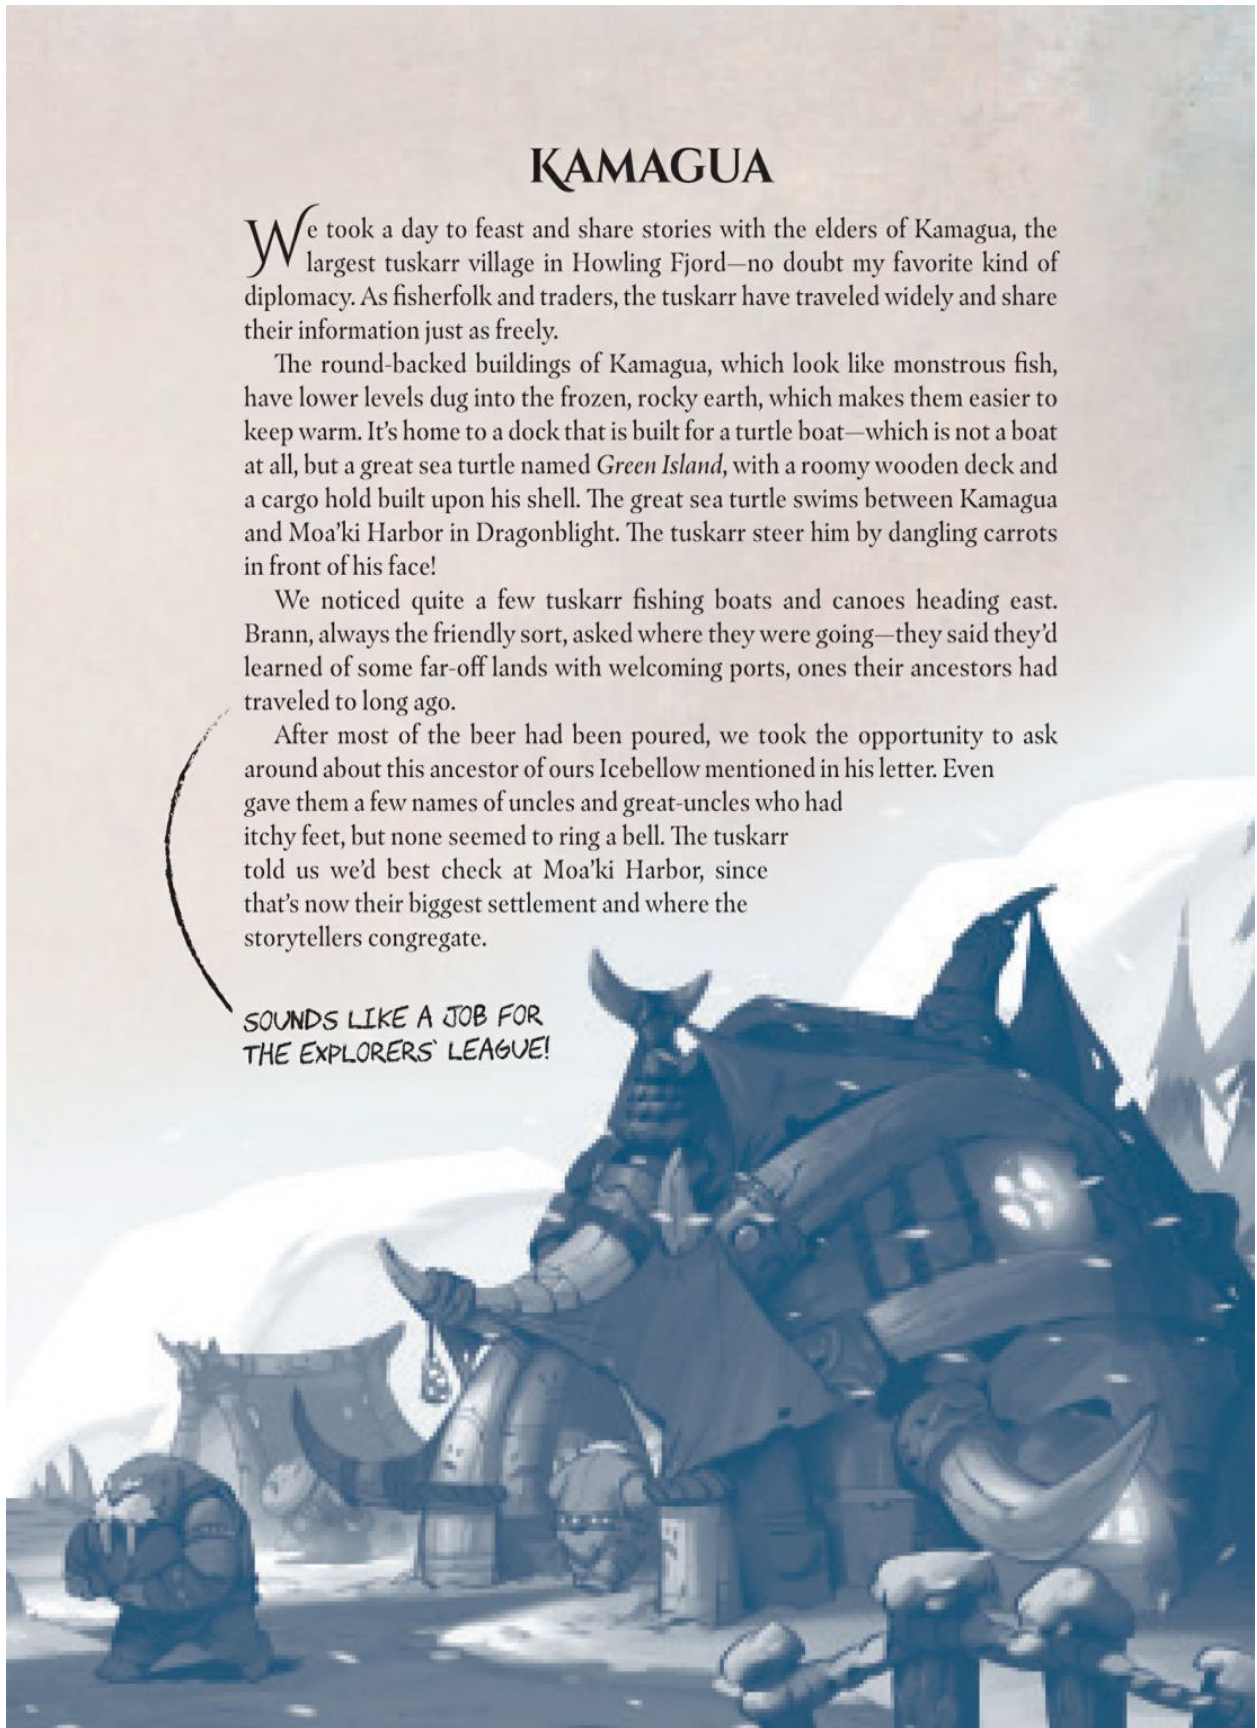 KAMAGUA
We took a day to feast and share stories with the elders of Kamagua, the
largest tuskarr village in Howling Fjord—no doubt my favorite kind of
diplomacy. As fisherfolk and traders, the tuskarr have traveled widely and share
their information just as freely.
The round-backed buildings of Kamagua, which look like monstrous fish,
have lower levels dug into the frozen, rocky earth, which makes them easier to
keep warm. It’s home to a dock that is built for a turtle boat—which is not a boat
at all, but a great sea turtle named Green Island, with a roomy wooden deck and
a cargo hold built upon his shell. The great sea turtle swims between Kamagua
and Moa’ki Harbor in Dragonblight. The tuskarr steer him by dangling carrots
in front of his face!
We noticed quite a few tuskarr fishing boats and canoes heading east.
Brann, always the friendly sort, asked where they were going—they said they’d
learned of some far-off lands with welcoming ports, ones their ancestors had
traveled to long ago.
After most of the beer had been poured, we took the opportunity to ask
around about this ancestor of ours Icebellow mentioned in his letter. Even
gave them a few names of uncles and great-uncles who had
itchy feet, but none seemed to ring a bell. The tuskarr
told us we’d best check at Moa’ki Harbor, since
that’s now their biggest settlement and where the
storytellers congregate.
SOUNDS LIKE A JOB FOR
THE EXPLORERS' LEAGUE!